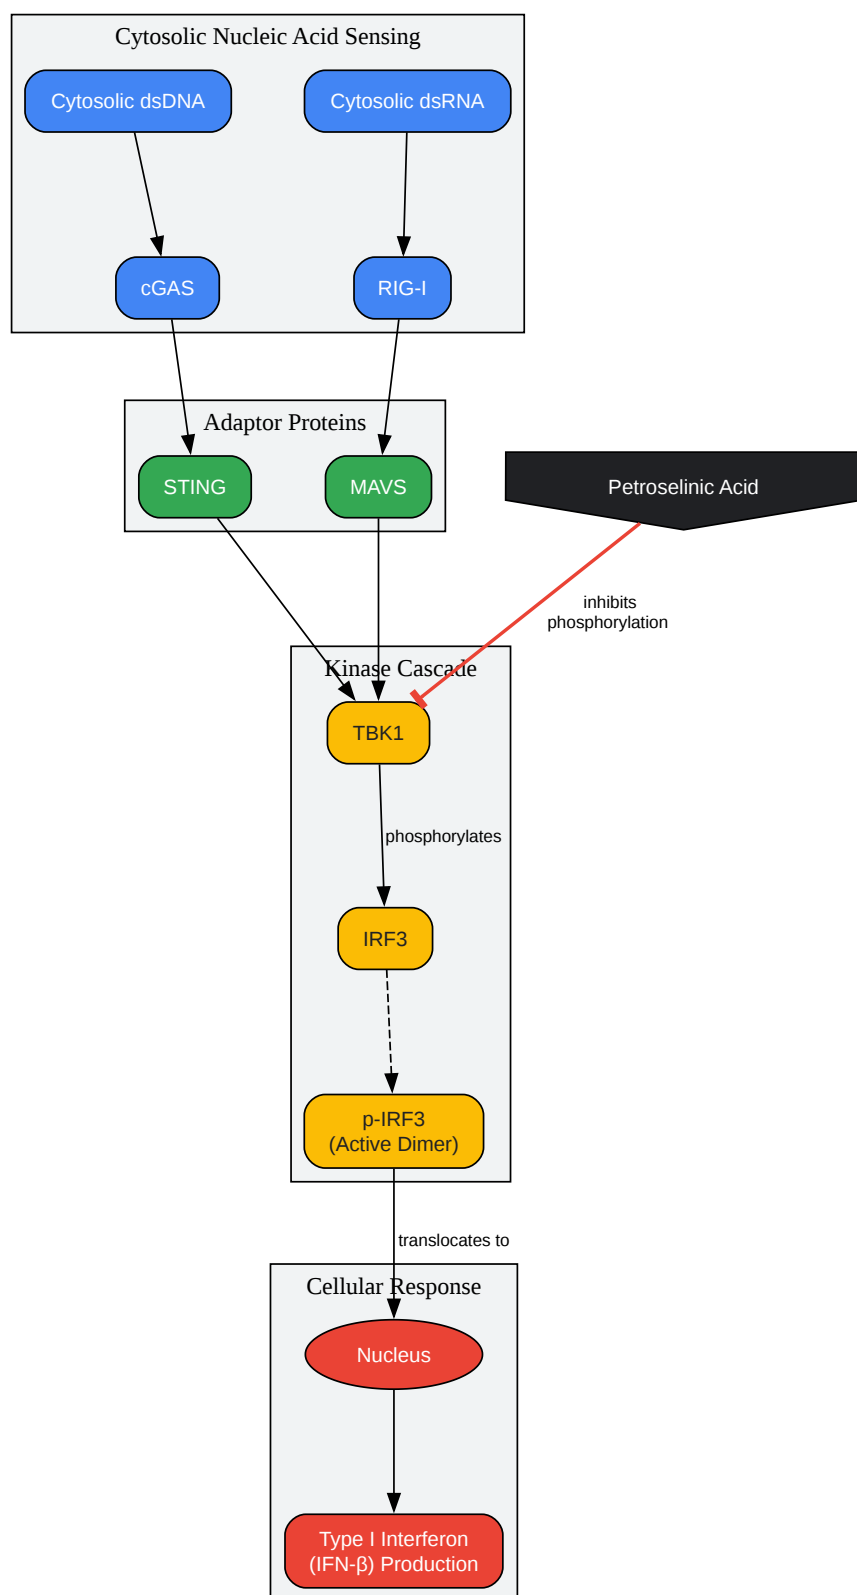 Cytosolic Nucleic Acid Sensing
Cytosolic dsDNA
Cytosolic dsRNA
cGAS
RIG-I
Adaptor Proteins
STING
MAVS
Petroselinic Acid
inhibits
phosphorylation
Kinase Cascade
TBK1
phosphorylates
IRF3
p-IRF3
(Active Dimer)
translocates to
Cellular Response
Nucleus
Type I Interferon
(IFN-β) Production